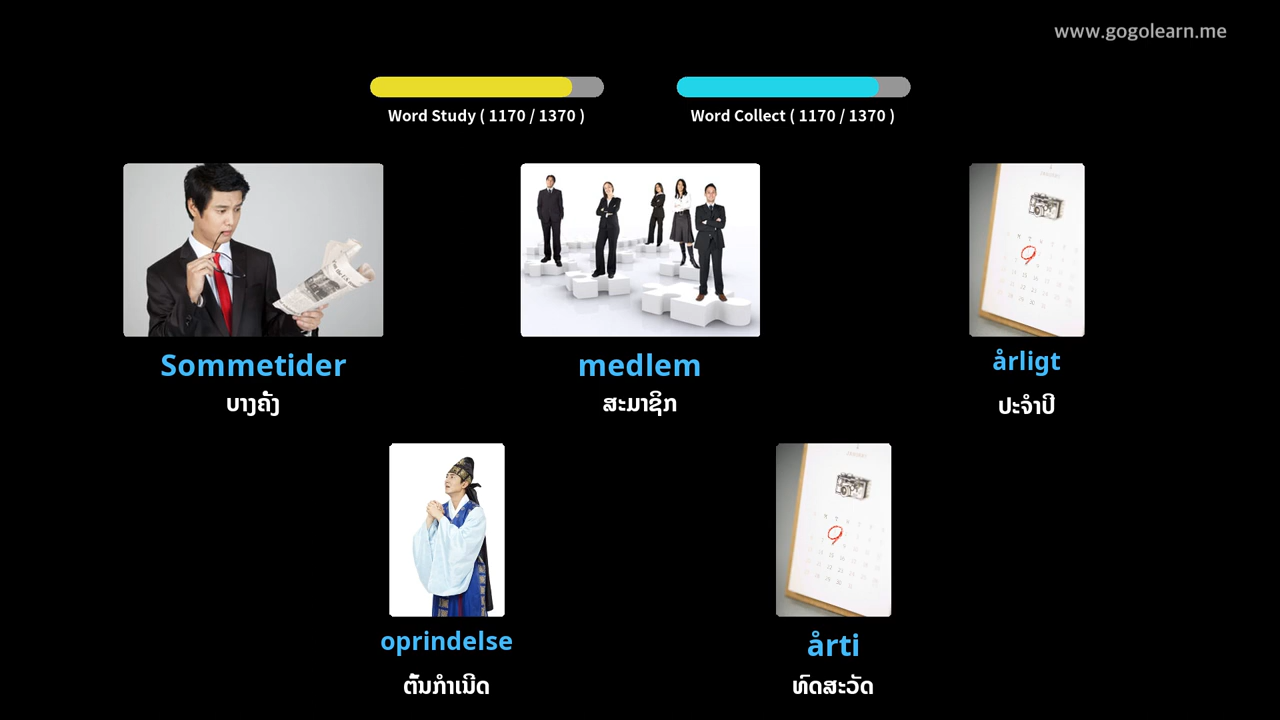 www.gogolearn.me
Word Study ( 1170 / 1370 )
Word Collect ( 1170 / 1370 )
Sommetider
ບາງຄັ້ງ
medlem
ສະມາຊິກ
årligt
ປະຈຳປີ
oprindelse
ຕົ້ນກຳເນີດ
årti
ທົດສະວັດ